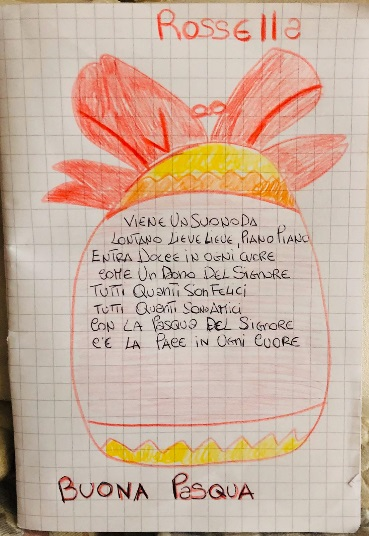 Rossella
VIENE UN SUONO DA
LONTANO LIEVE LIEVE, PIANO PIANO
ENTRA DOLCE IN OGNI CUORE
COME UN DONO DEL SIGNORE
TUTTI QUANTI SON FELICI
TUTTI QUANTI SONO AMICI
CON LA PASQUA DEL SIGNORE
C'È LA PACE IN OGNI CUORE
BUONA PASQUA